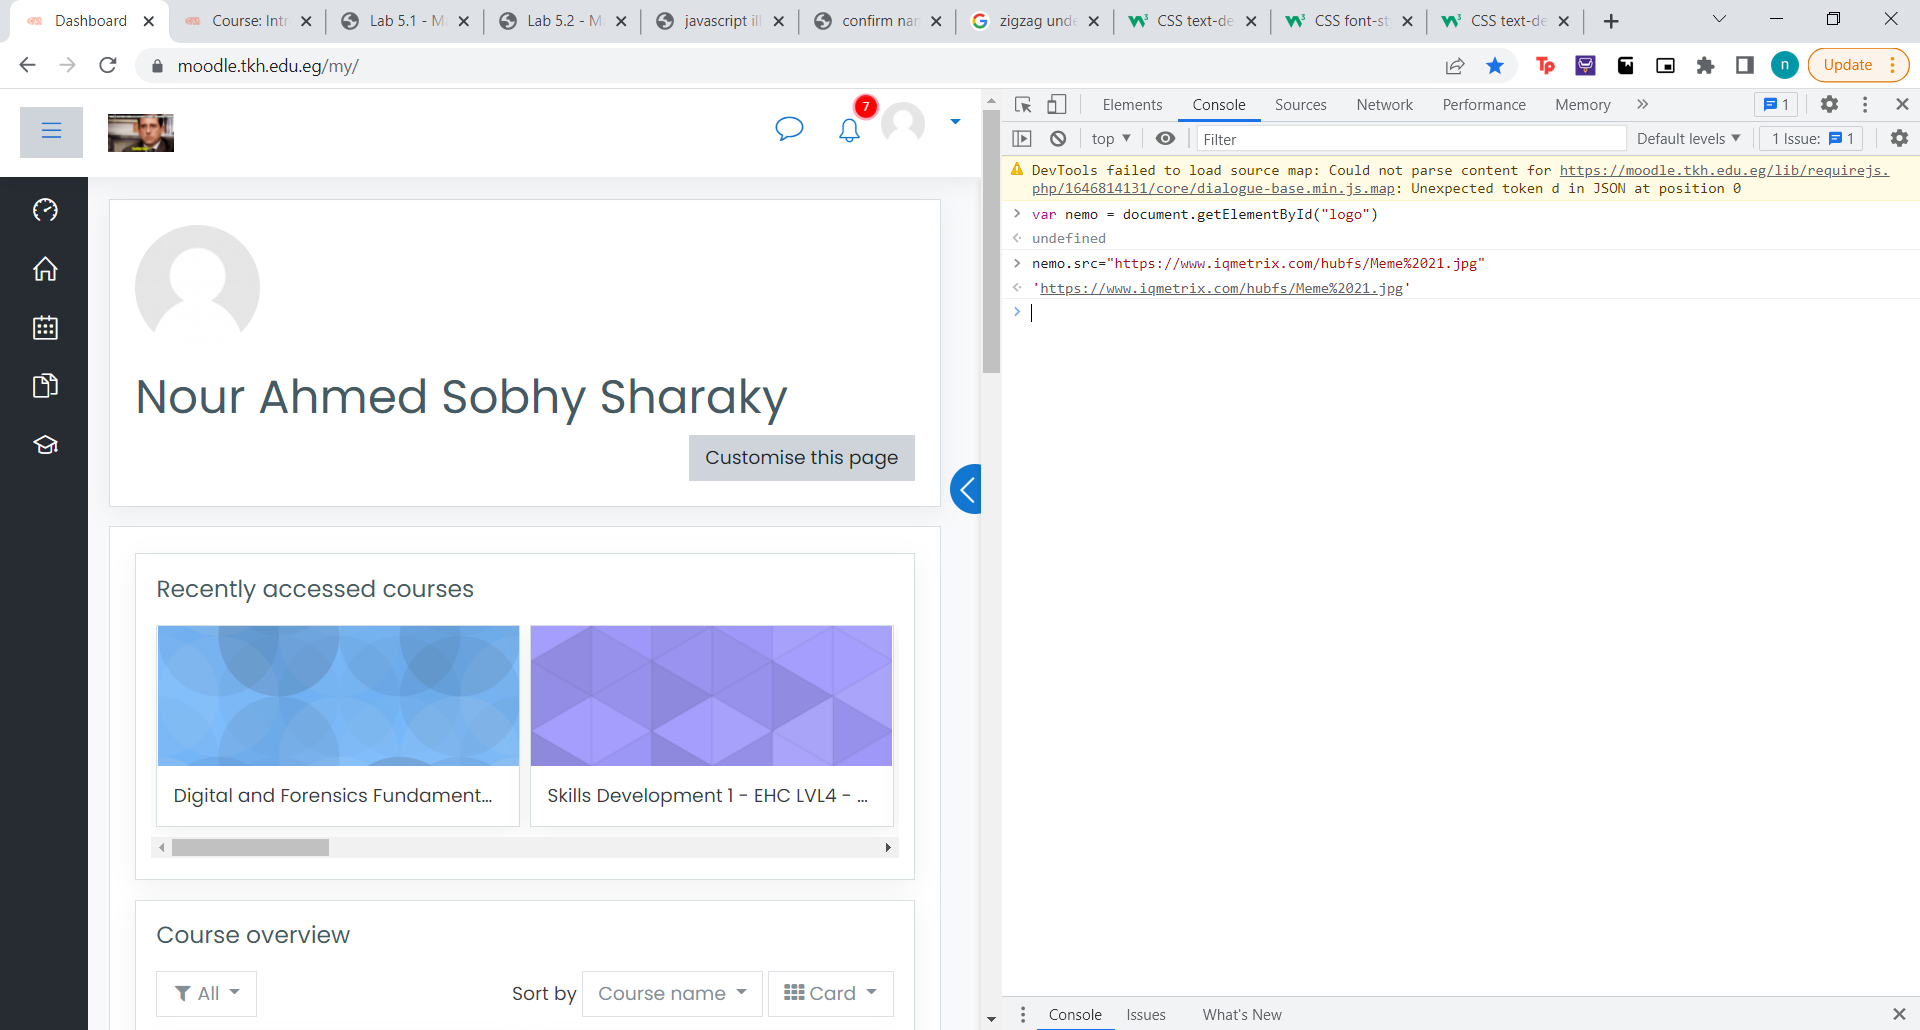 Dashboard
Course: Intr
Lab 5.1 - M
Lab 5.2 - M
javascript ill
confirm nan
zigzag unde
CSS text-de
CSS font-st
CSS text-de
moodle.tkh.edu.eg/my/
Tp
n
Update
7
Nour Ahmed Sobhy Sharaky
Customise this page
Recently accessed courses
Digital and Forensics Fundament...
Skills Development 1 - EHC LVL4 - ...
Course overview
All
Sort by
Course name
Card
Elements
Console
Sources
Network
Performance
Memory
1
top
Filter
Default levels
1 Issue: 1
DevTools failed to load source map: Could not parse content for https://moodle.tkh.edu.eg/lib/requirejs.
php/1646814131/core/dialogue-base.min.js.map: Unexpected token d in JSON at position 0
var nemo = document.getElementById("logo")
undefined
nemo.src="https://www.iqmetrix.com/hubfs/Meme%2021.jpg"
'https://www.iqmetrix.com/hubfs/Meme%2021.jpg'
Console
Issues
What's New